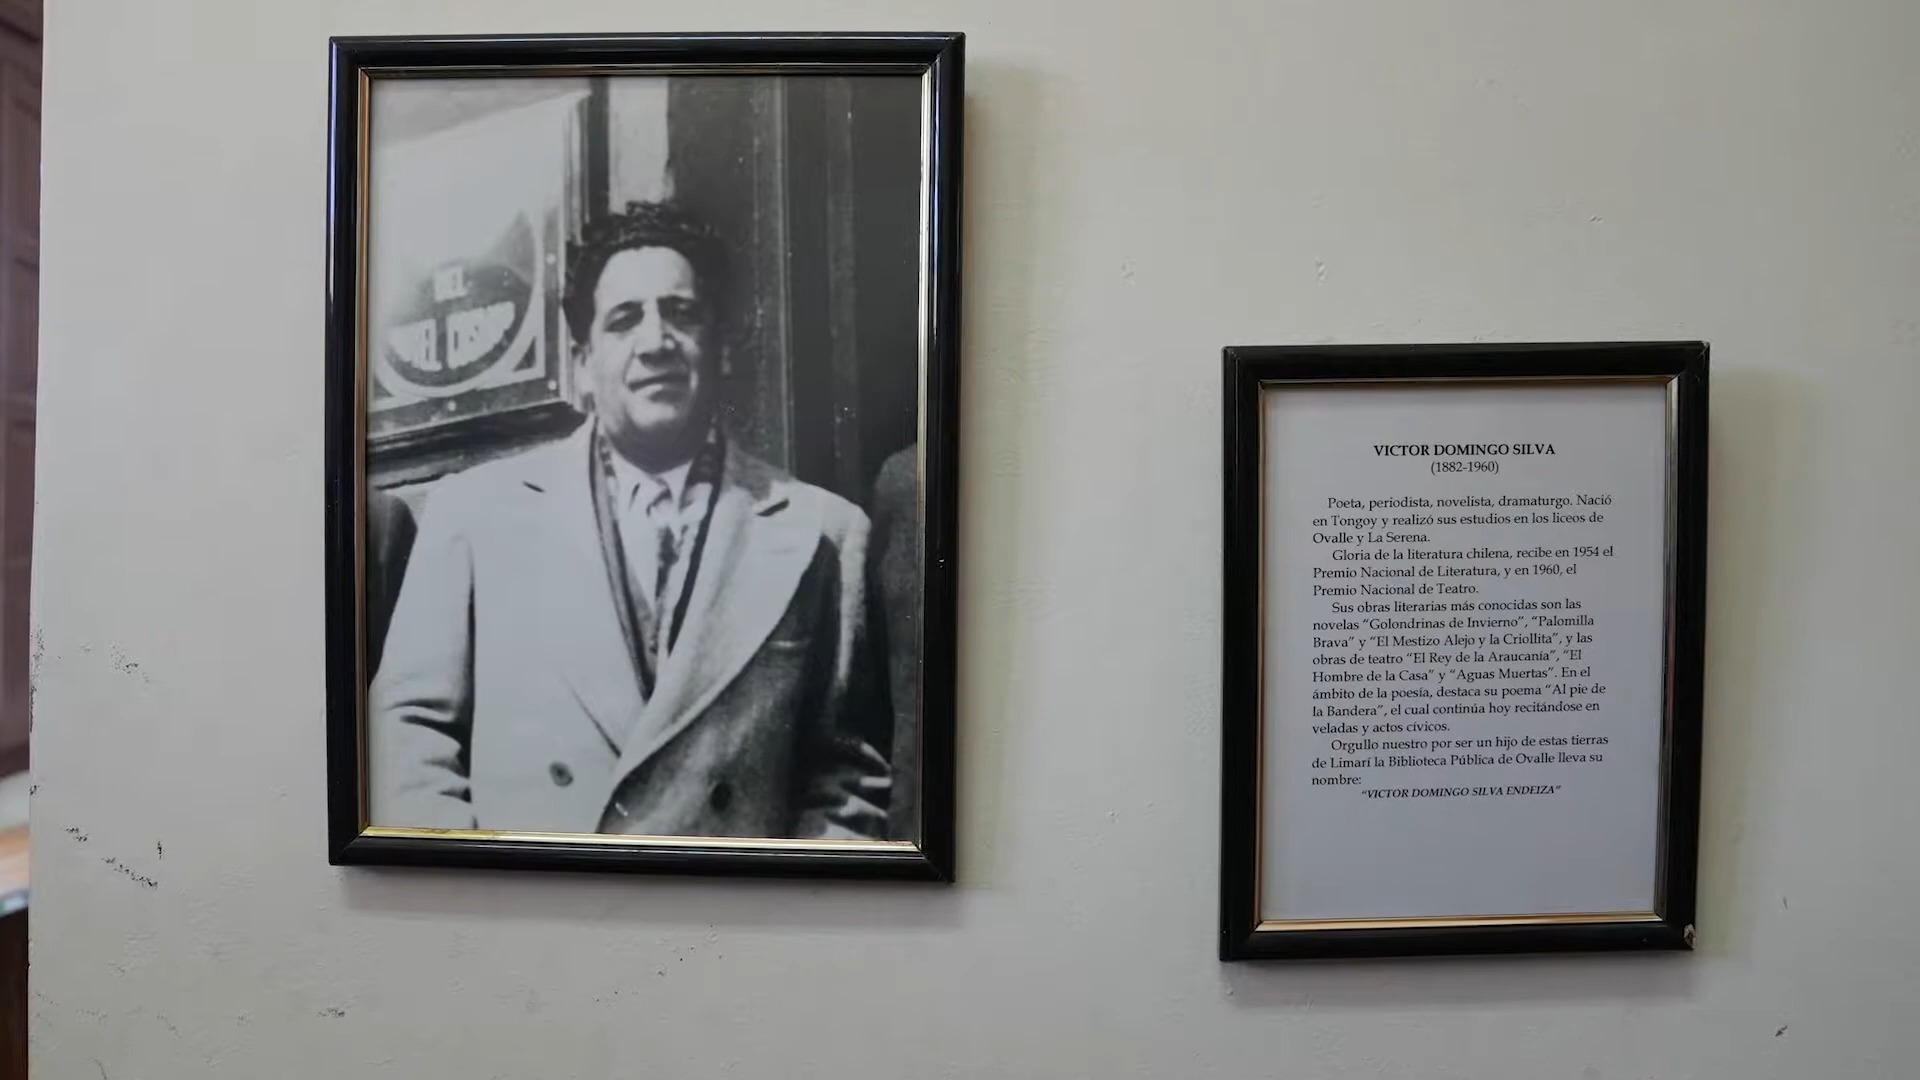 VICTOR DOMINGO SILVA
(1882-1960)
Poeta, periodista, novelista, dramaturgo. Nació
en Tongoy y realizó sus estudios en los liceos de
Ovalle y La Serena.
Gloria de la literatura chilena, recibe en 1954 el
Premio Nacional de Literatura, y en 1960, el
Premio Nacional de Teatro.
Sus obras literarias más conocidas son las
novelas “Golondrinas de Invierno”, “Palomilla
Brava” y “El Mestizo Alejo y la Criollita”, y las
obras de teatro “El Rey de la Araucanía”, “El
Hombre de la Casa” y “Aguas Muertas”. En el
ámbito de la poesía, destaca su poema “Al pie de
la Bandera”, el cual continúa hoy recitándose en
veladas y actos cívicos.
Orgullo nuestro por ser un hijo de estas tierras
de Limarí la Biblioteca Pública de Ovalle lleva su
nombre:
“VICTOR DOMINGO SILVA ENDEIZA”